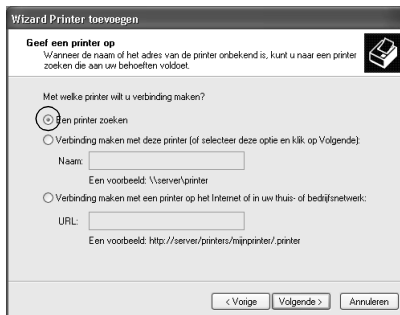 Wizard Printer toevoegen
Geef een printer op
Wanneer de naam of het adres van de printer onbekend is, kunt u naar een printer
zoeken die aan uw behoeften voldoet.
Met welke printer wilt u verbinding maken?
Een printer zoeken
Verbinding maken met deze printer (of selecteer deze optie en klik op Volgende):
Naam:
Een voorbeeld: \\server\printer
Verbinding maken met een printer op het Internet of in uw thuis- of bedrijfsnetwerk:
URL:
Een voorbeeld: http://server/printers/mijnprinter/.printer
< Vorige
Volgende >
Annuleren